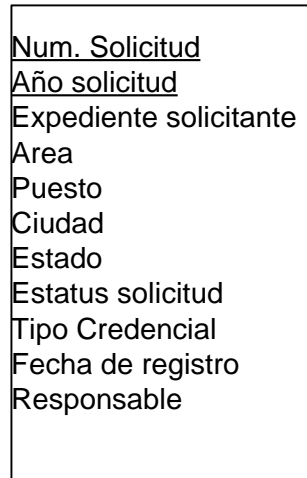 Num. Solicitud
Año solicitud
Expediente solicitante
Area
Puesto
Ciudad
Estado
Estatus solicitud
Tipo Credencial
Fecha de registro
Responsable